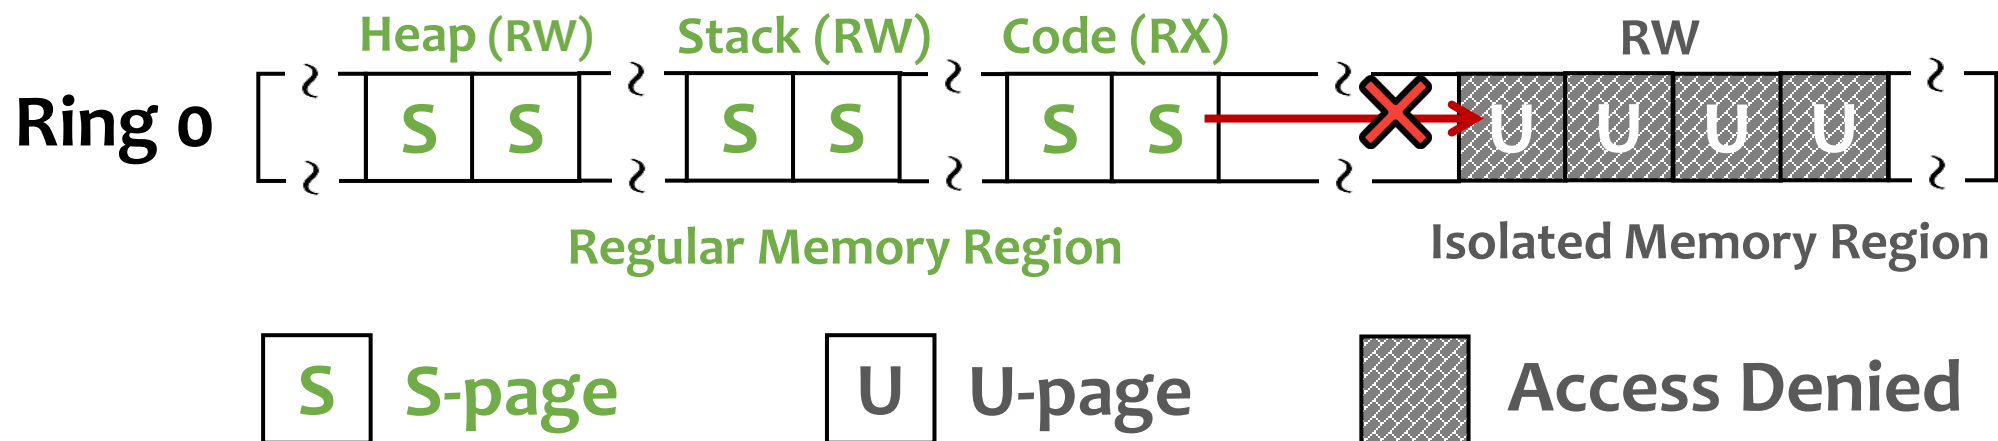 Heap (RW) Stack (RW) Code (RX) RW
Ring 0 S S S S S S U U U U
Regular Memory Region Isolated Memory Region
S S-page U U-page Access Denied